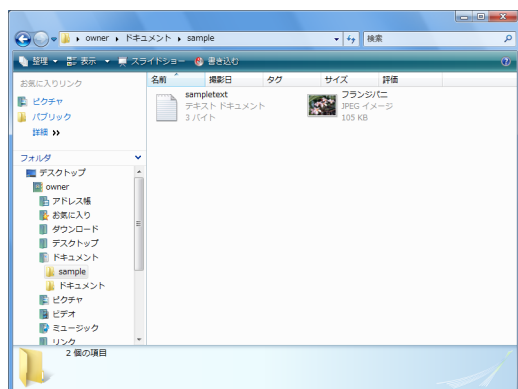 owner ドキュメント sample 検索
整理 表示 スライドショー 書き込む
お気に入りリンク
ピクチャ
パブリック
詳細
フォルダ
デスクトップ
owner
アドレス帳
お気に入り
ダウンロード
デスクトップ
ドキュメント
sample
ドキュメント
ピクチャ
ビデオ
ミュージック
リンク
名前 撮影日 タグ サイズ 評価
sampletext
テキスト ドキュメント
3 バイト
フランジパニ
JPEG イメージ
105 KB
2 個の項目